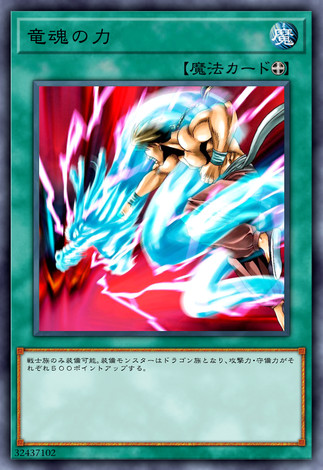 竜魂の力
魔
【魔法カード】
戦士族のみ装備可能。装備モンスターはドラゴン族となり、攻撃力・守備力がそ
れぞれ500ポイントアップする。
32437102